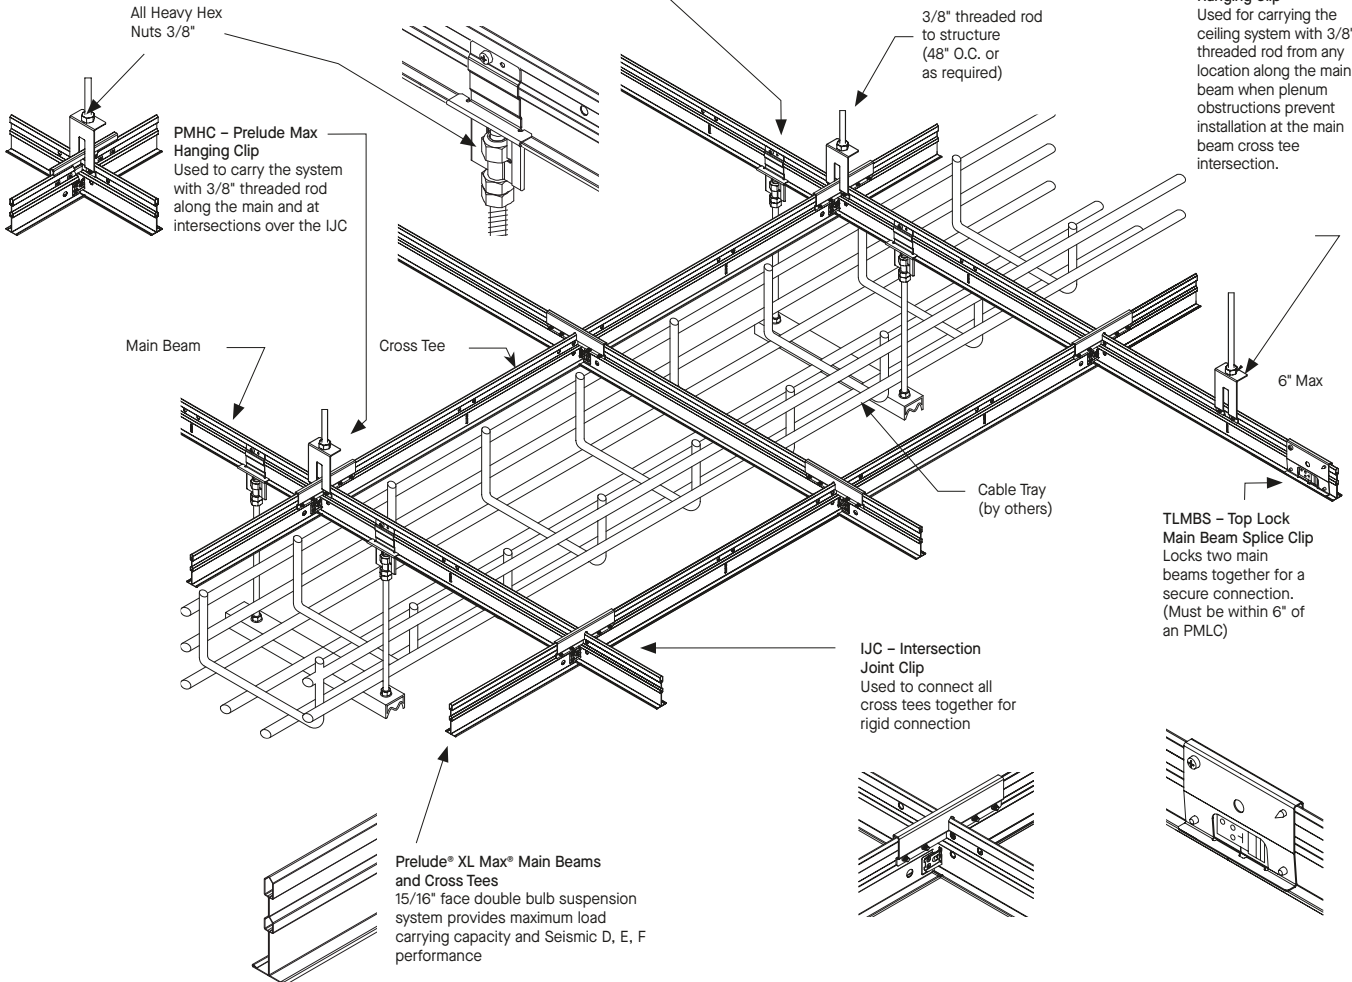 All Heavy Hex
Nuts 3/8"
3/8" threaded rod
to structure
(48" O.C. or
as required)
Hanging Clip
Used for carrying the
ceiling system with 3/8"
threaded rod from any
location along the main
beam when plenum
obstructions prevent
installation at the main
beam cross tee
intersection.
PMHC – Prelude Max
Hanging Clip
Used to carry the system
with 3/8" threaded rod
along the main and at
intersections over the IJC
Main Beam
Cross Tee
6" Max
Cable Tray
(by others)
TLMBS – Top Lock
Main Beam Splice Clip
Locks two main
beams together for a
secure connection.
(Must be within 6" of
an PMLC)
IJC – Intersection
Joint Clip
Used to connect all
cross tees together for
rigid connection
Prelude® XL Max® Main Beams
and Cross Tees
15/16" face double bulb suspension
system provides maximum load
carrying capacity and Seismic D, E, F
performance